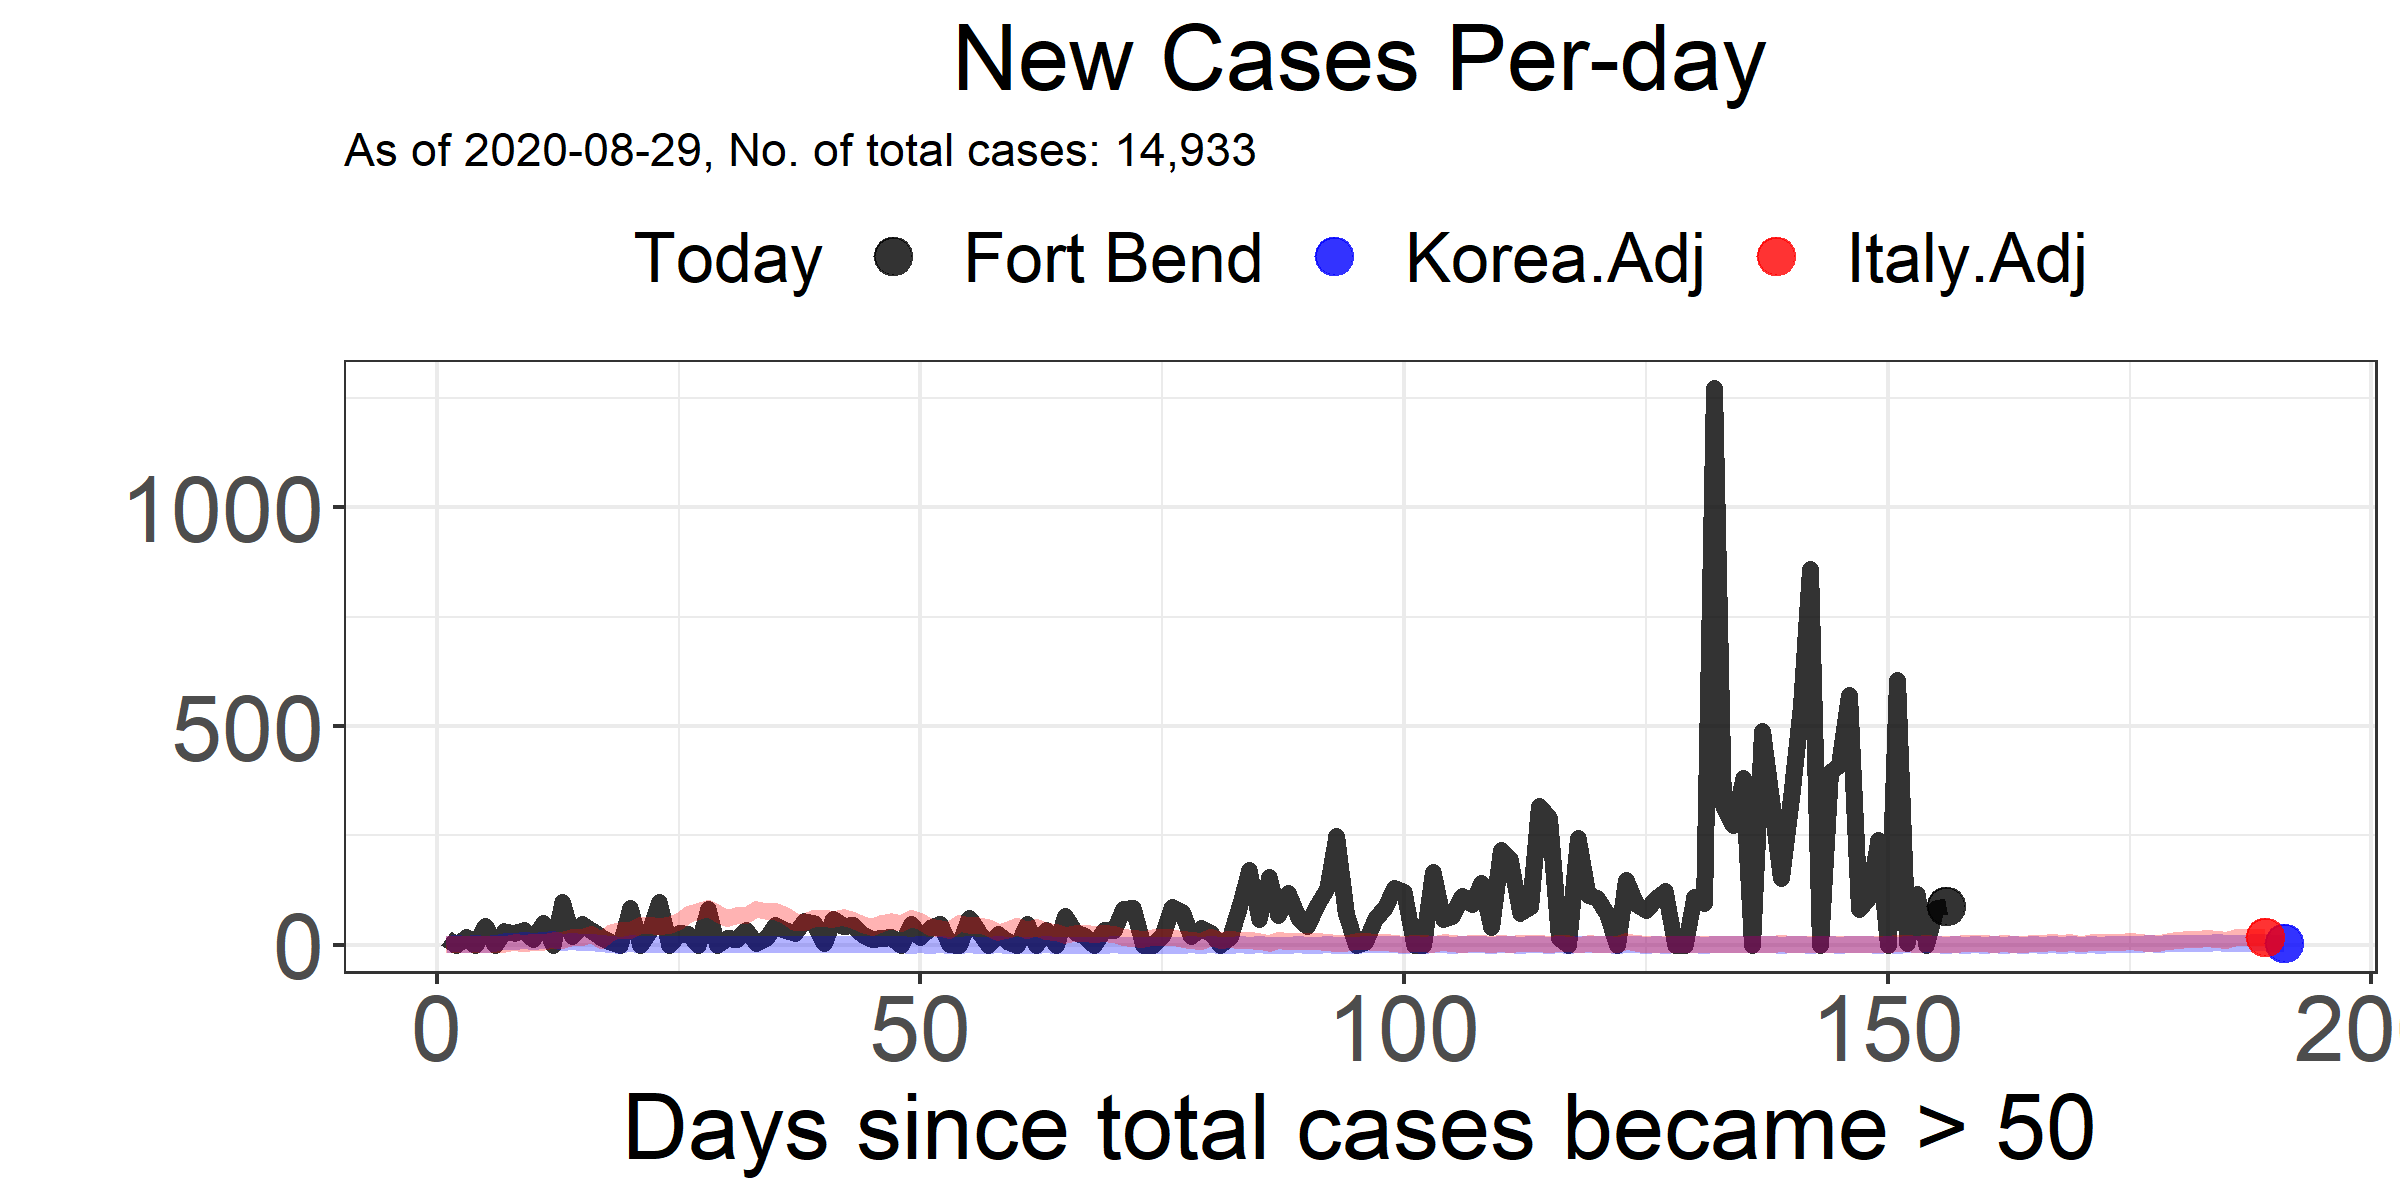 New Cases Per-day
As of 2020-08-29, No. of total cases: 14,933
Today Fort Bend Korea.Adj Italy.Adj
1000
500
0
0 50 100 150 20
Days since total cases became > 50